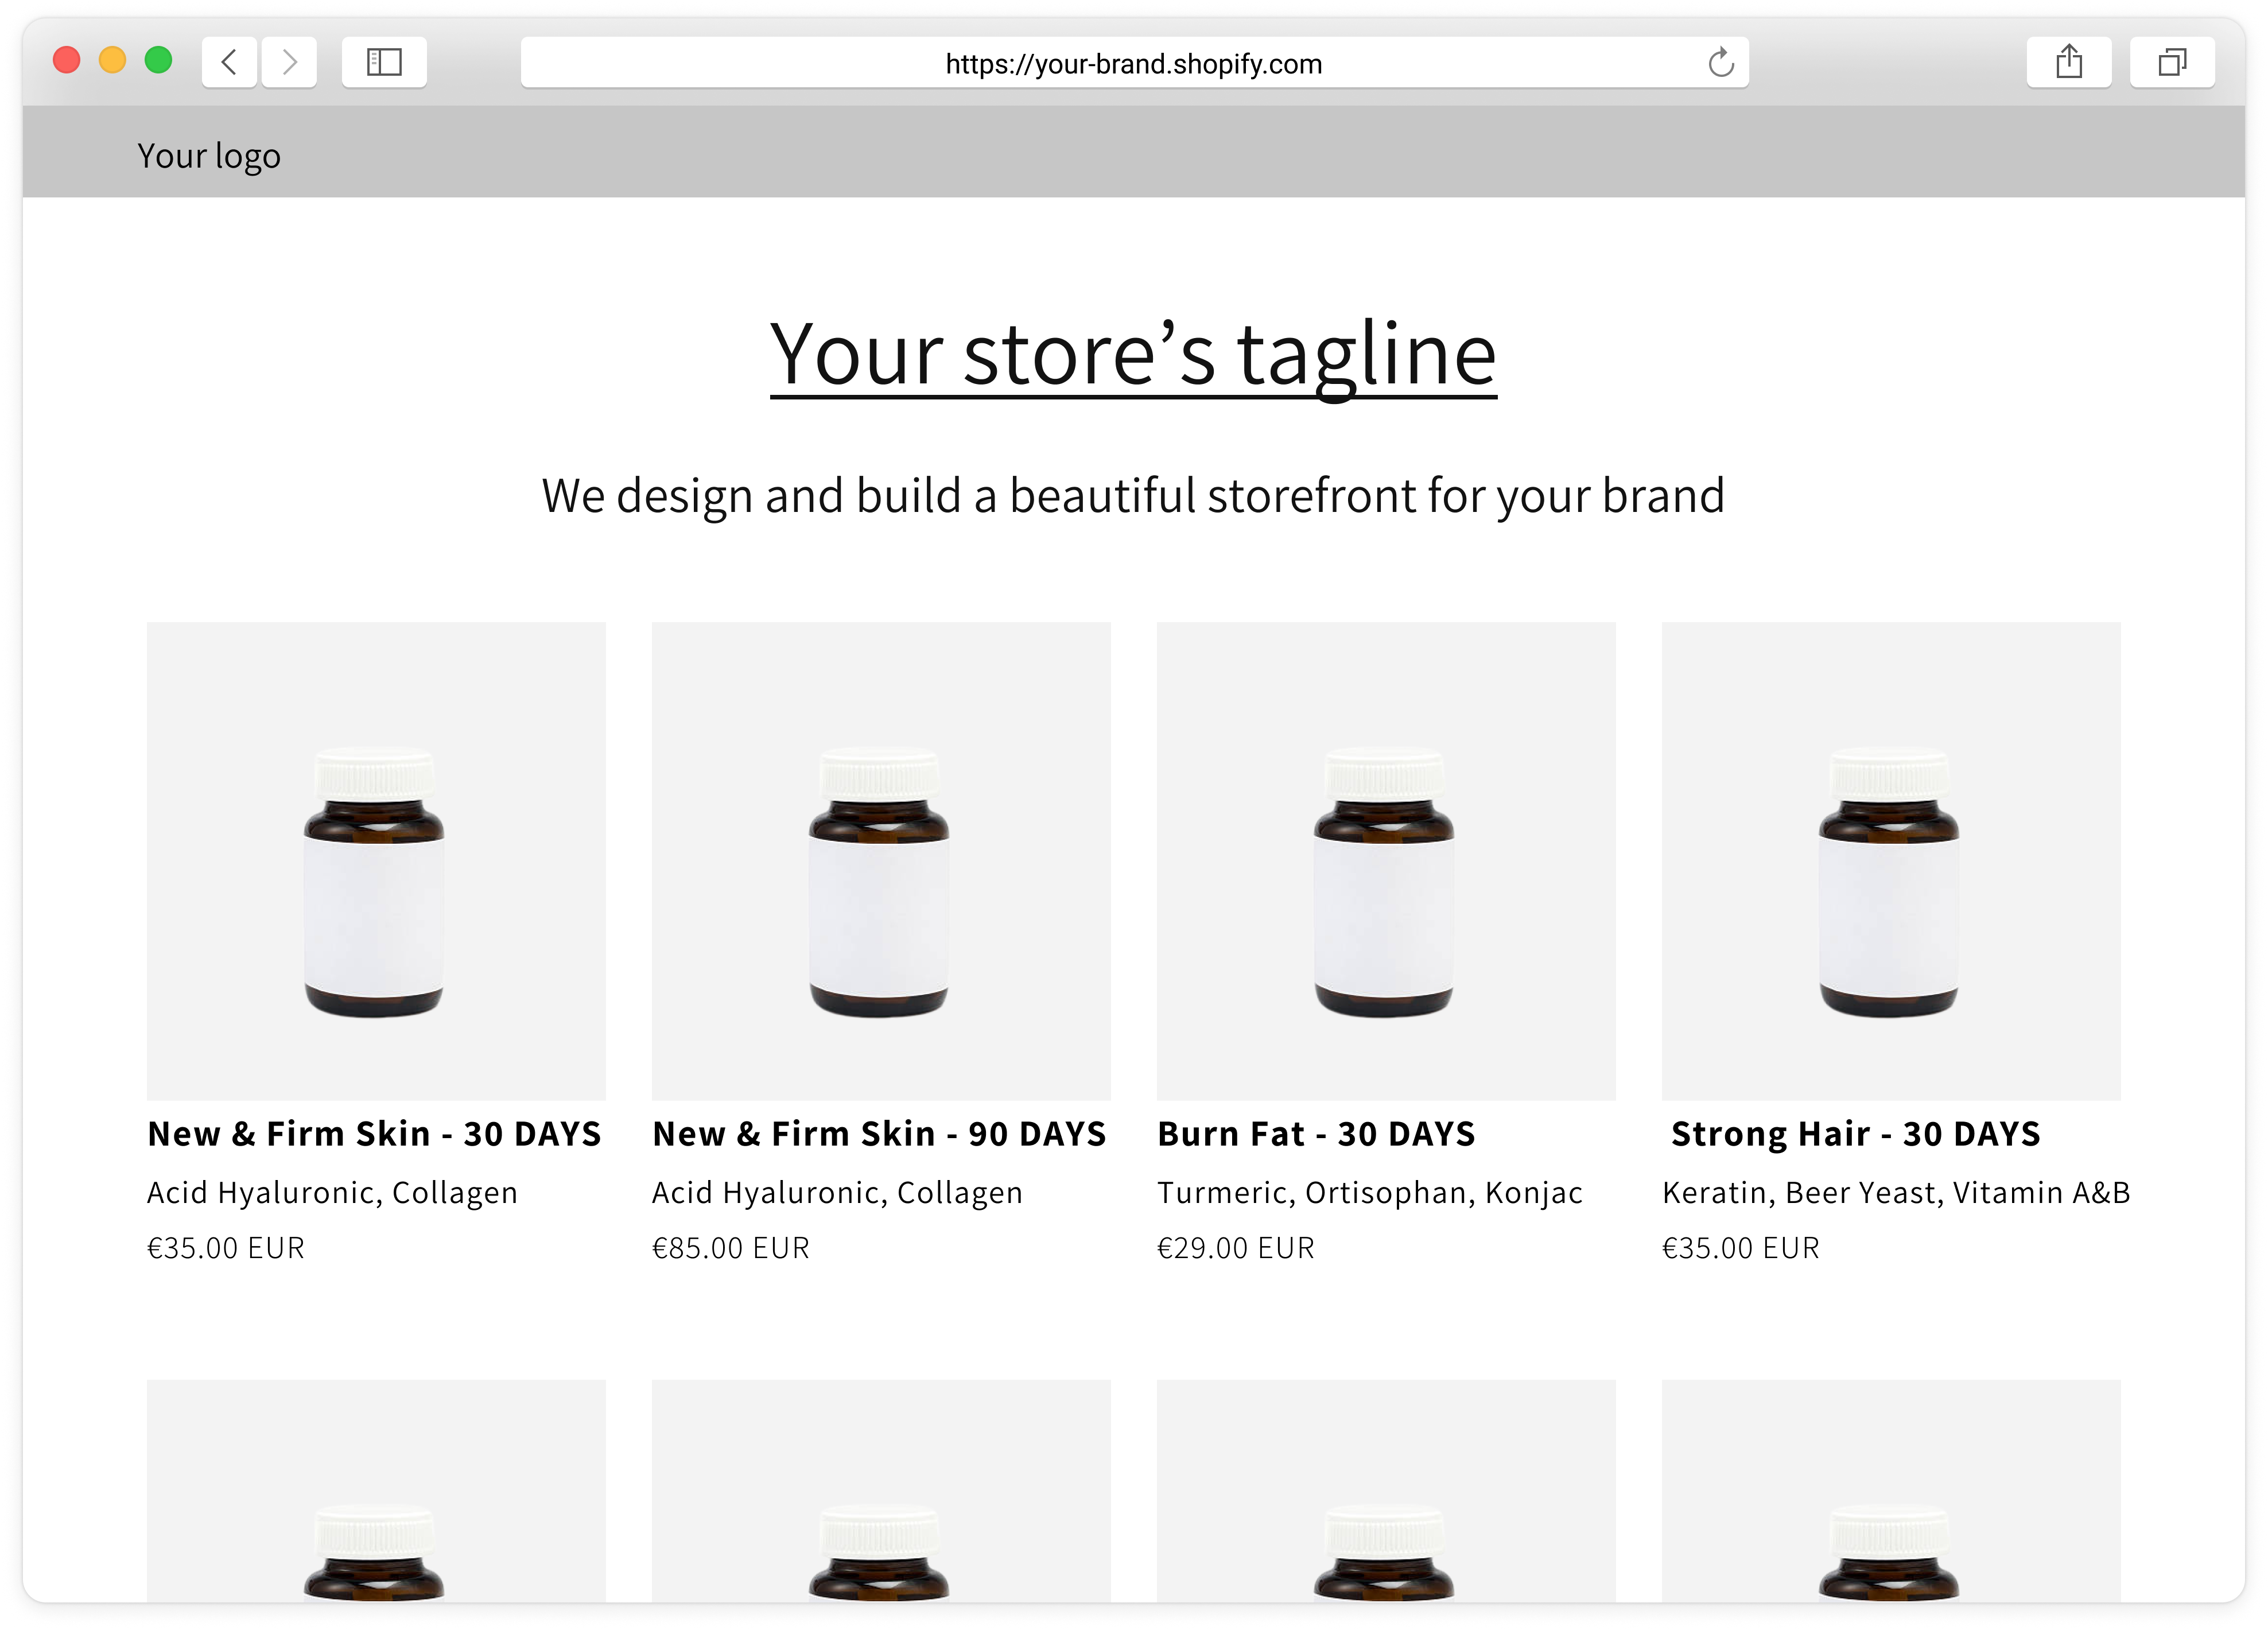 https://your-brand.shopify.com
Your logo
Your store’s tagline
We design and build a beautiful storefront for your brand
New & Firm Skin - 30 DAYS
Acid Hyaluronic, Collagen
€35.00 EUR
New & Firm Skin - 90 DAYS
Acid Hyaluronic, Collagen
€85.00 EUR
Burn Fat - 30 DAYS
Turmeric, Ortisophan, Konjac
€29.00 EUR
Strong Hair - 30 DAYS
Keratin, Beer Yeast, Vitamin A&B
€35.00 EUR